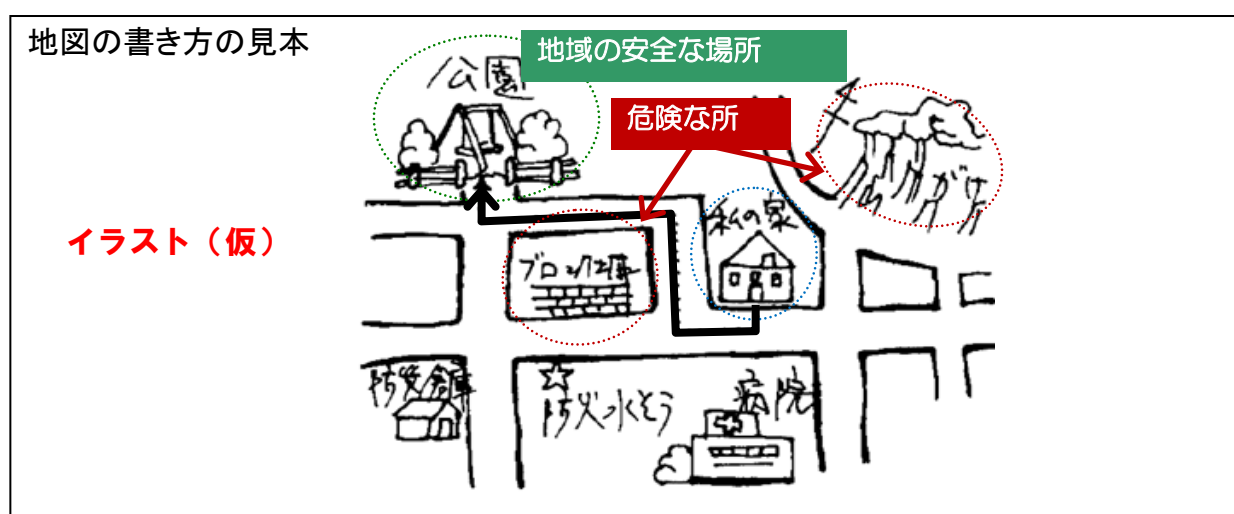 地図の書き方の見本
地域の安全な場所
公園
危険な所
がけ
イラスト（仮）
私の家
ブロック塀
防災倉庫
防火水そう
病院